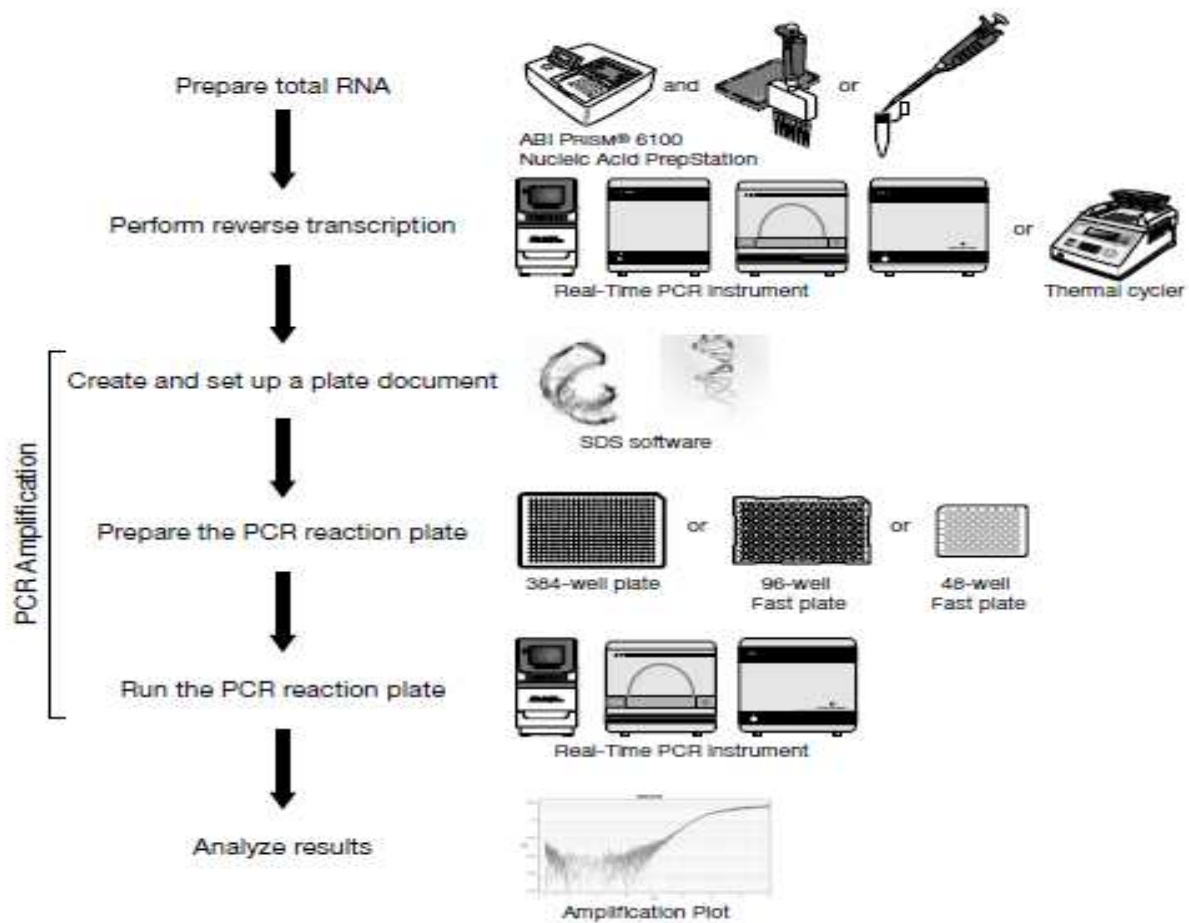 Prepare total RNA
and
or
ABI PRISM® 6100
Nucleic Acid PrepStation
Perform reverse transcription
or
Real-Time PCR Instrument
Thermal cycler
PCR Amplification
Create and set up a plate document
SDS software
Prepare the PCR reaction plate
or
or
384-well plate
96-well
Fast plate
48-well
Fast plate
Run the PCR reaction plate
Real-Time PCR Instrument
Analyze results
Amplification Plot